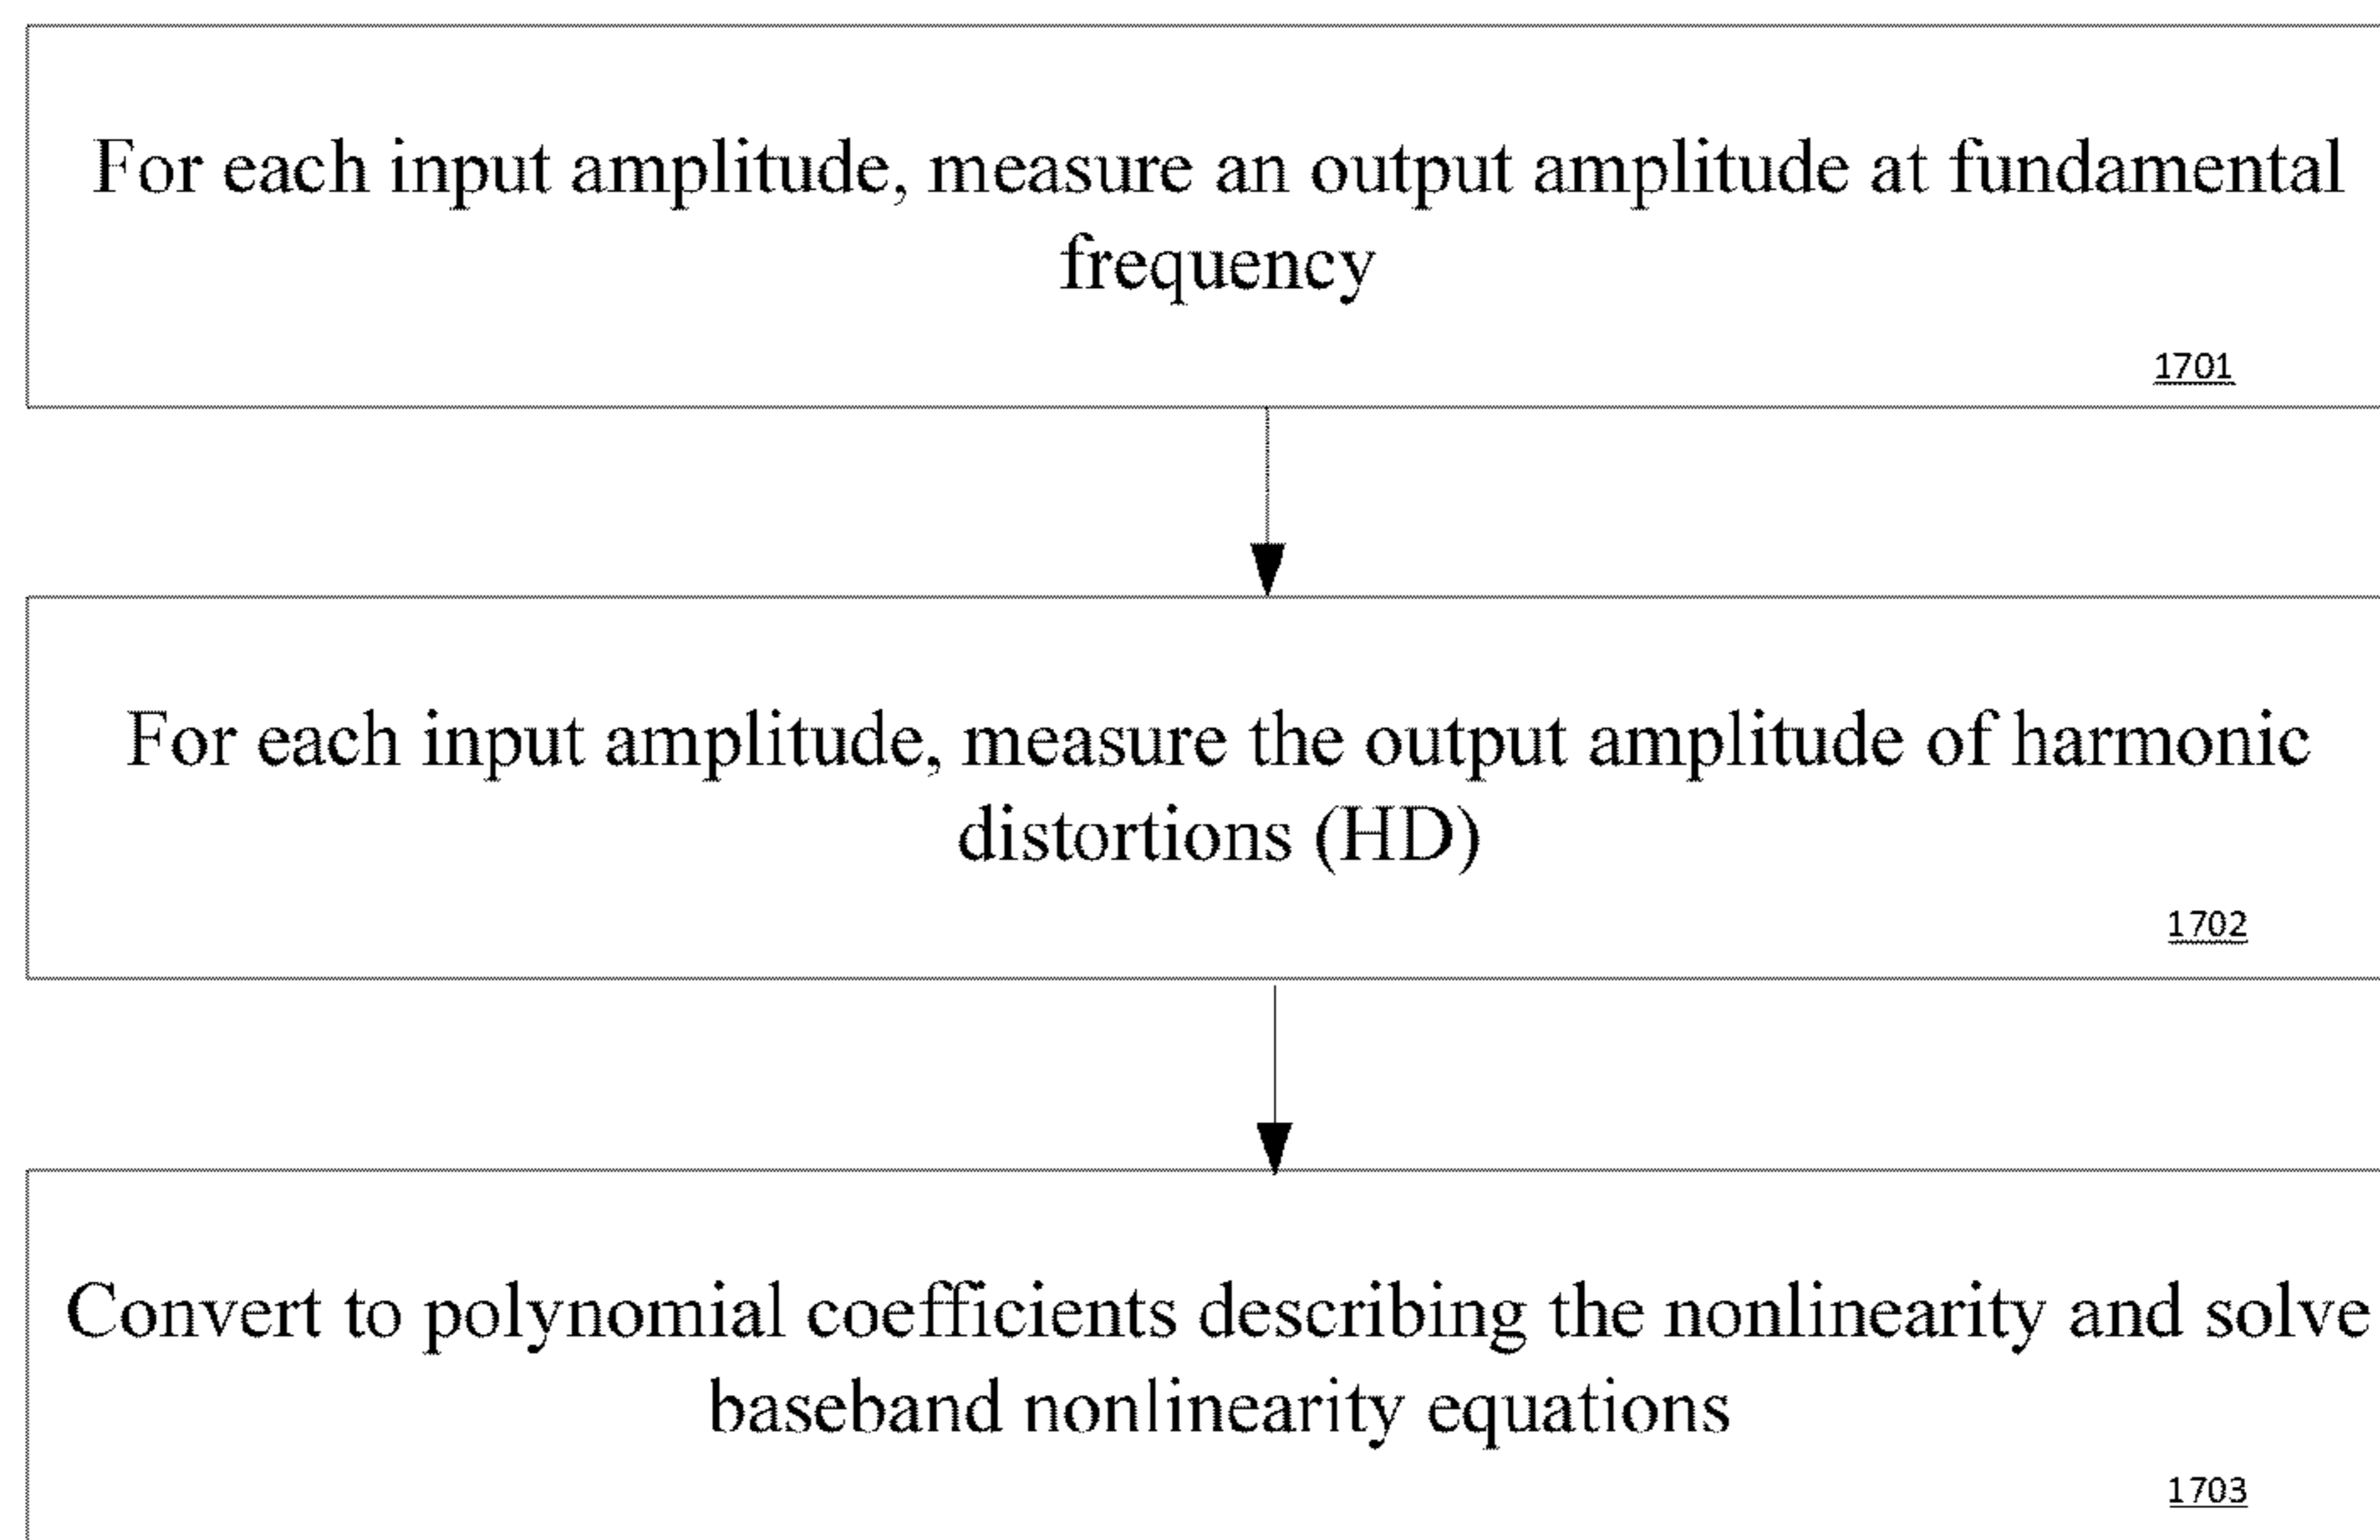 For each input amplitude, measure an output amplitude at fundamental
frequency
1701
For each input amplitude, measure the output amplitude of harmonic
distortions (HD)
1702
Convert to polynomial coefficients describing the nonlinearity and solve
baseband nonlinearity equations
1703